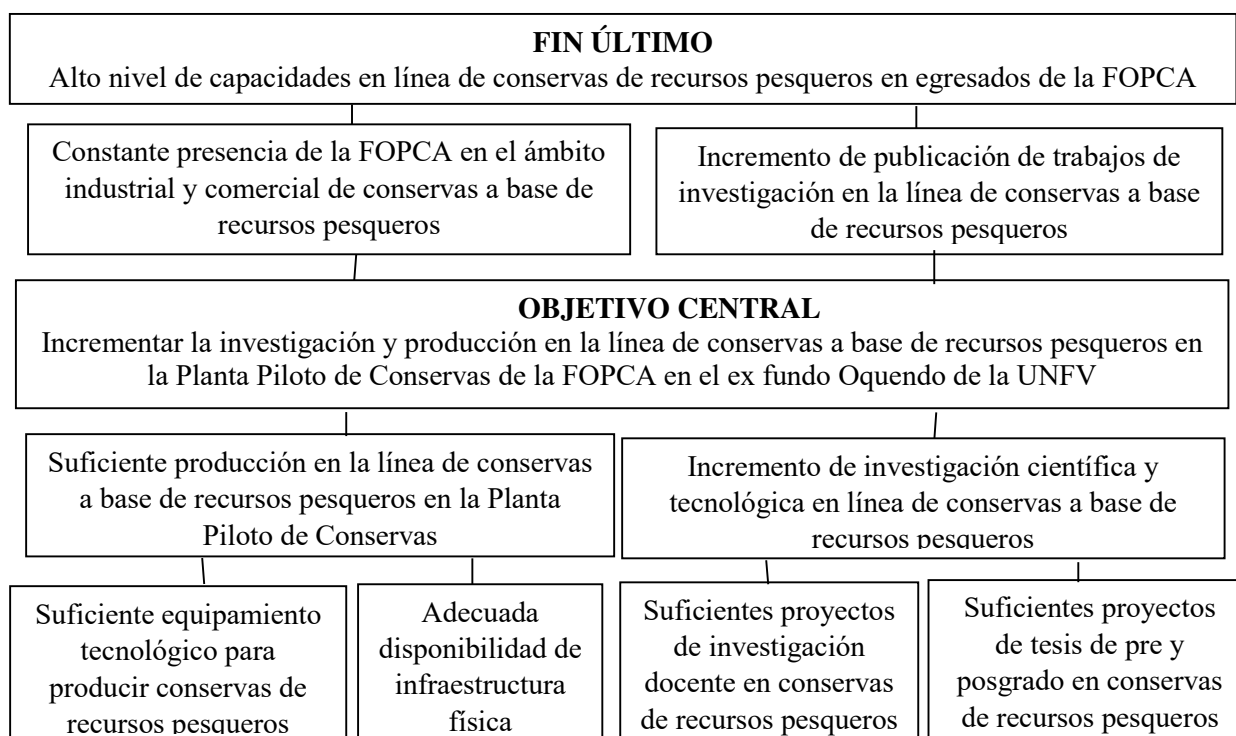 FIN ÚLTIMO
Alto nivel de capacidades en línea de conservas de recursos pesqueros en egresados de la FOPCA
Constante presencia de la FOPCA en el ámbito
industrial y comercial de conservas a base de
recursos pesqueros
Incremento de publicación de trabajos de
investigación en la línea de conservas a base
de recursos pesqueros
OBJETIVO CENTRAL
Incrementar la investigación y producción en la línea de conservas a base de recursos pesqueros en
la Planta Piloto de Conservas de la FOPCA en el ex fundo Oquendo de la UNFV
Suficiente producción en la línea de conservas
a base de recursos pesqueros en la Planta
Piloto de Conservas
Incremento de investigación científica y
tecnológica en línea de conservas a base de
recursos pesqueros
Suficiente equipamiento
tecnológico para
producir conservas de
recursos pesqueros
Adecuada
disponibilidad de
infraestructura
física
Suficientes proyectos
de investigación
docente en conservas
de recursos pesqueros
Suficientes proyectos
de tesis de pre y
posgrado en conservas
de recursos pesqueros